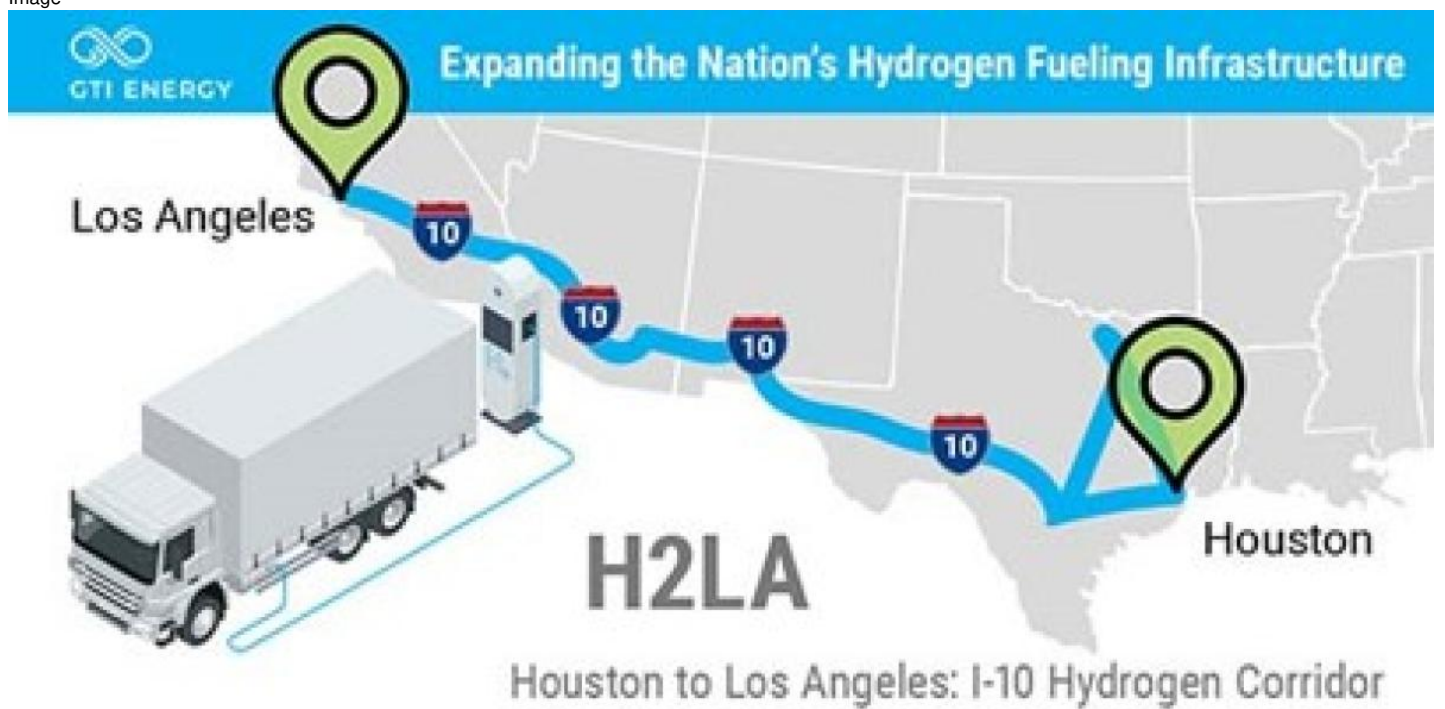 Image
GTI ENERGY
Expanding the Nation's Hydrogen Fueling Infrastructure
Los Angeles
10
10
10
10
Houston
H2LA
Houston to Los Angeles: I-10 Hydrogen Corridor